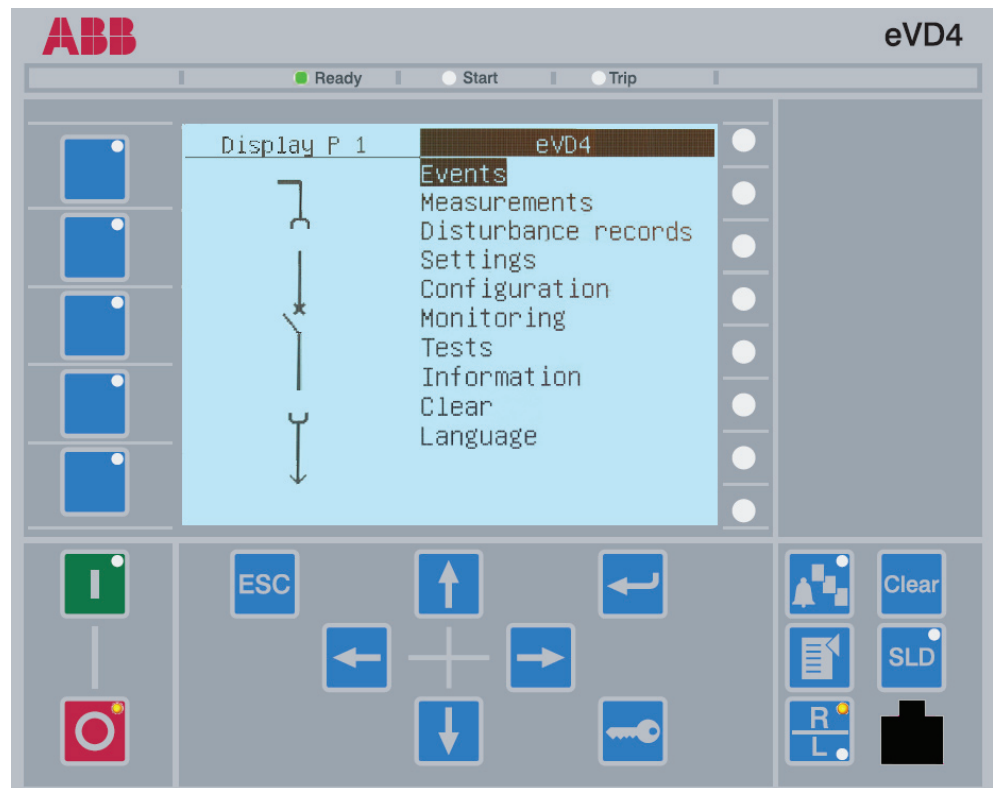 ABB
eVD4
Ready Start Trip
Display P 1
eVD4
Events
Measurements
Disturbance records
Settings
Configuration
Monitoring
Tests
Information
Clear
Language
I
ESC
Clear
SLD
O
R
L